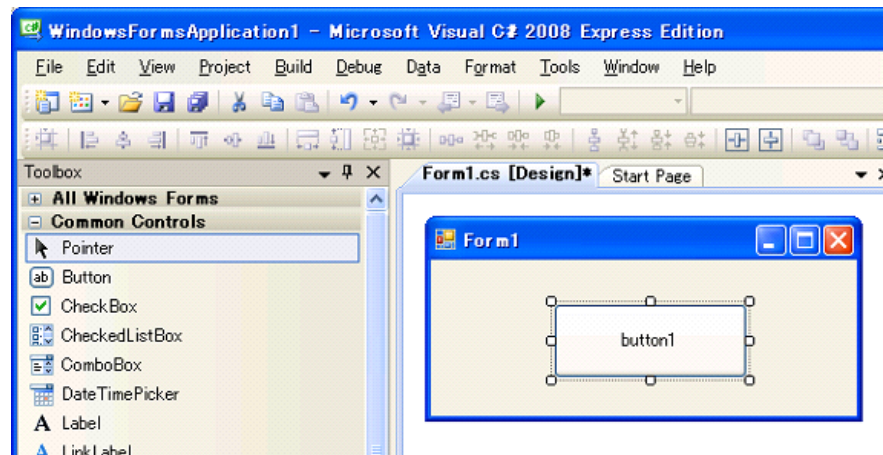 WindowsFormsApplication1 - Microsoft Visual C# 2008 Express Edition
File Edit View Project Build Debug Data Format Tools Window Help
Toolbox
Form1.cs [Design]* Start Page
All Windows Forms
Common Controls
Pointer
Button
CheckBox
CheckedListBox
ComboBox
DateTimePicker
A Label
A LinkLabel
Form1
button1